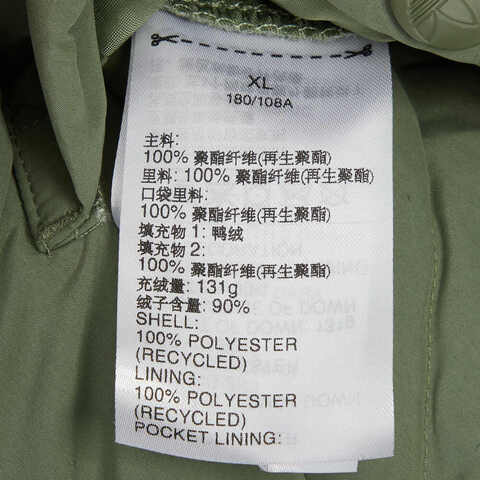 XL
180/108A
主料:
100% 聚酯纤维(再生聚酯)
里料: 100% 聚酯纤维(再生聚酯)
口袋里料:
100% 聚酯纤维(再生聚酯)
填充物 1: 鸭绒
填充物 2:
100% 聚酯纤维(再生聚酯)
充绒量: 131g
绒子含量: 90%
SHELL:
100% POLYESTER
(RECYCLED)
LINING:
100% POLYESTER
(RECYCLED)
POCKET LINING: